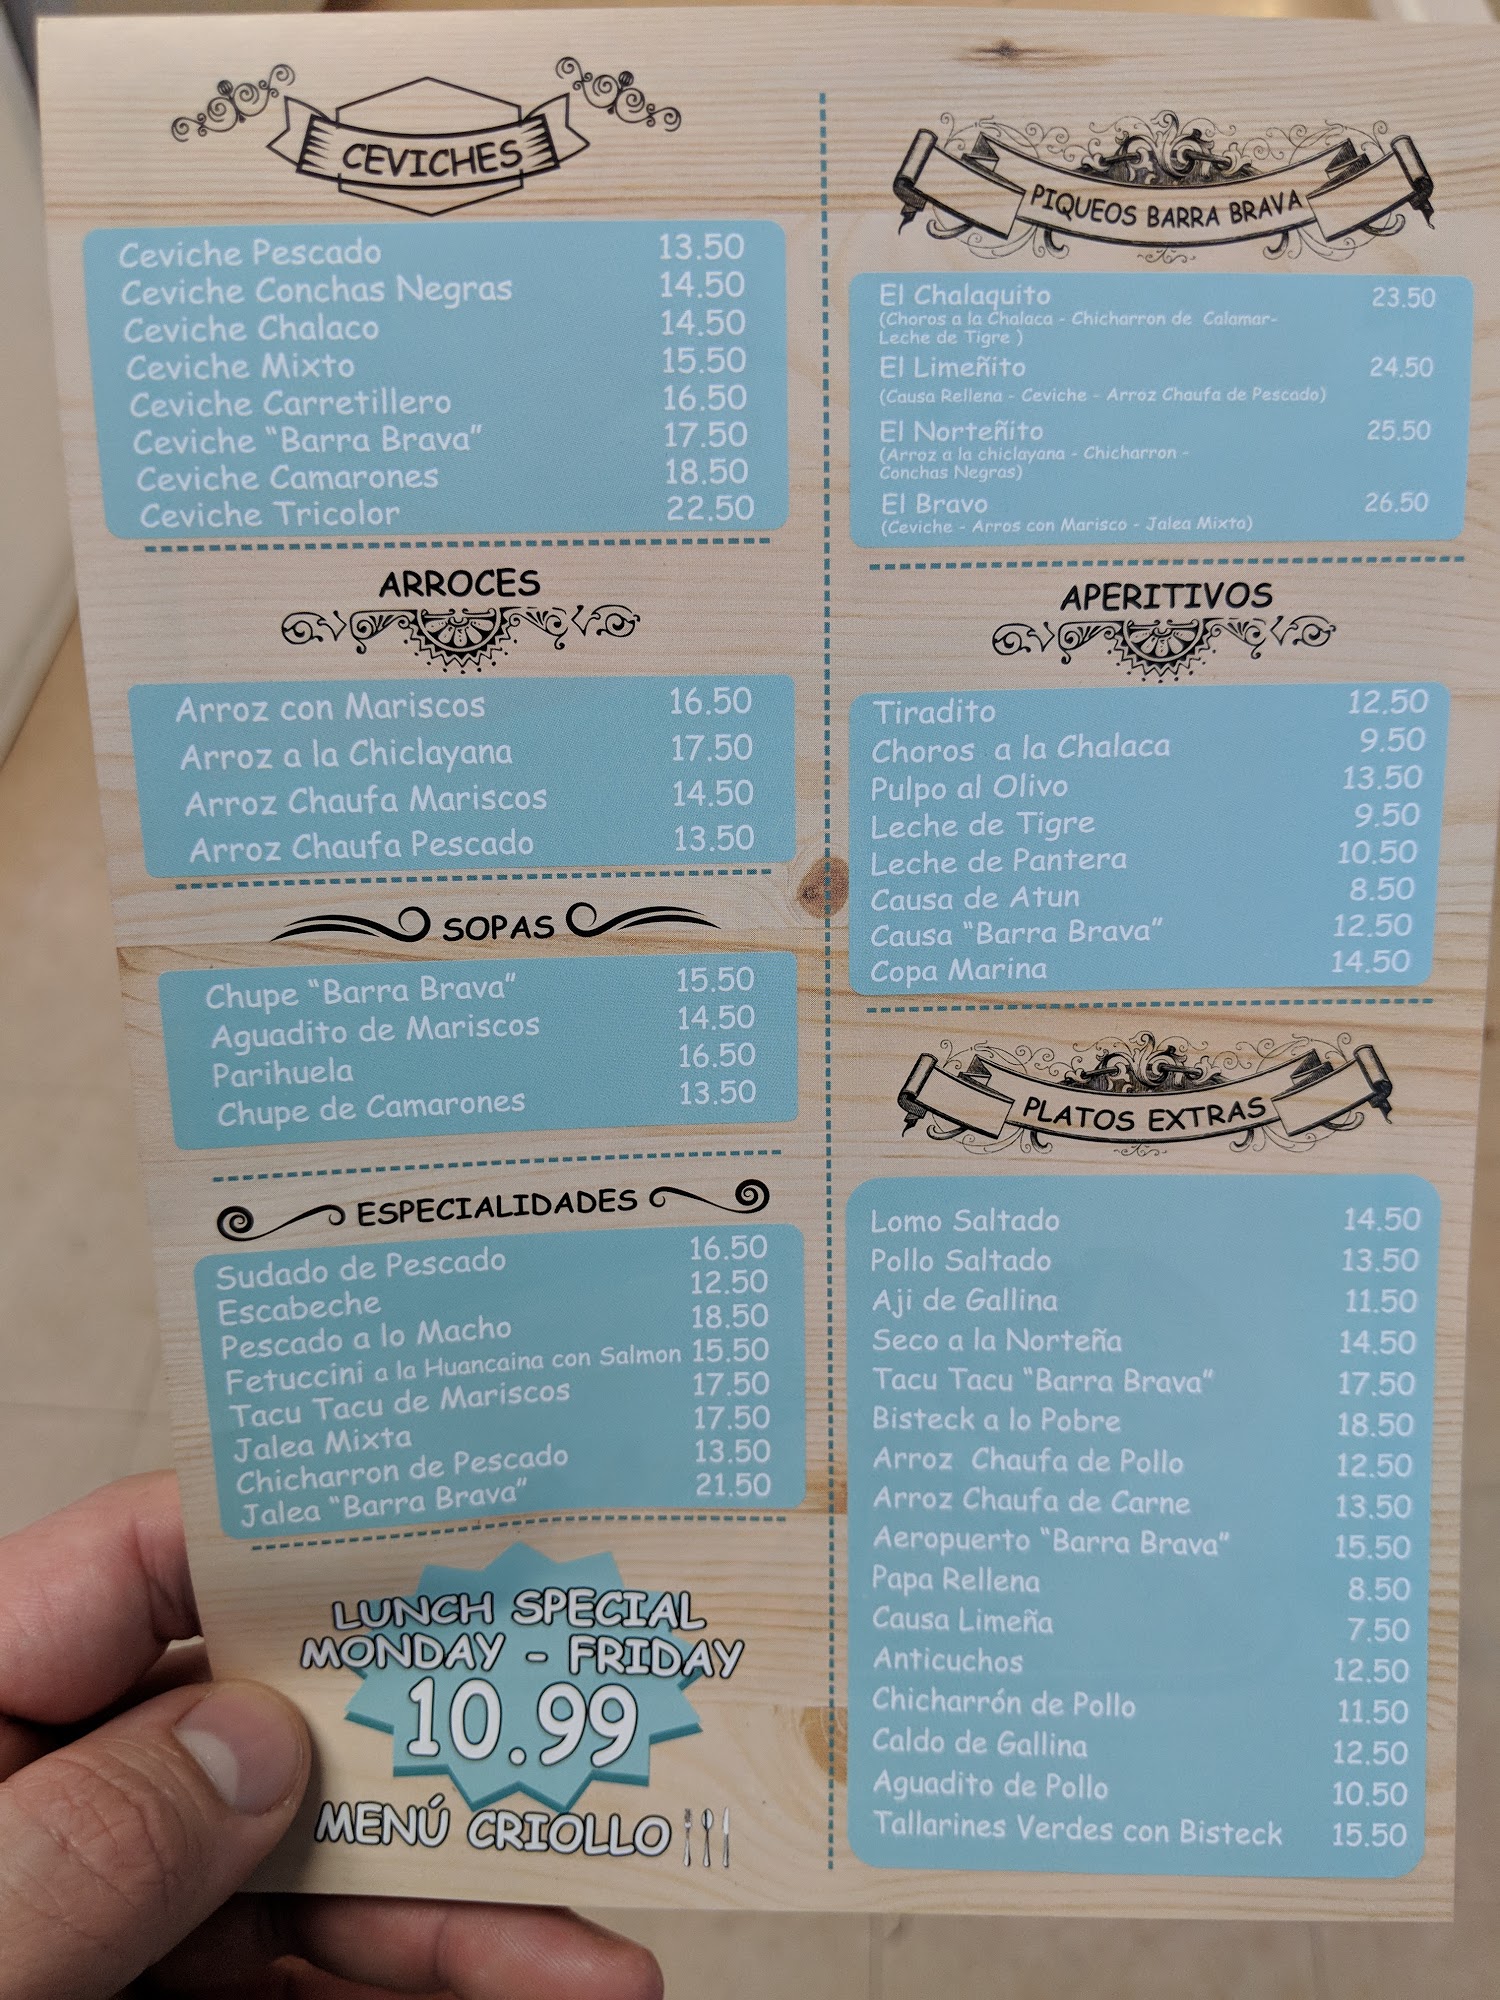 CEVICHES
Ceviche Pescado 13.50
Ceviche Conchas Negras 14.50
Ceviche Chalaco 14.50
Ceviche Mixto 15.50
Ceviche Carretillero 16.50
Ceviche "Barra Brava" 17.50
Ceviche Camarones 18.50
Ceviche Tricolor 22.50
ARROCES
Arroz con Mariscos 16.50
Arroz a la Chiclayana 17.50
Arroz Chaufa Mariscos 14.50
Arroz Chaufa Pescado 13.50
SOPAS
Chupe "Barra Brava" 15.50
Aguadito de Mariscos 14.50
Parihuela 16.50
Chupe de Camarones 13.50
ESPECIALIDADES
Sudado de Pescado 16.50
Escabeche 12.50
Pescado a lo Macho 18.50
Fetuccini a la Huancaina con Salmon 15.50
Tacu Tacu de Mariscos 17.50
Jalea Mixta 17.50
Chicharron de Pescado 13.50
Jalea "Barra Brava" 21.50
LUNCH SPECIAL
MONDAY - FRIDAY
10.99
MENÚ CRIOLLO
PIQUEOS BARRA BRAVA
El Chalaquito 23.50
(Choros a la Chalaca - Chicharron de Calamar-
Leche de Tigre )
El Limeñito 24.50
(Causa Rellena - Ceviche - Arroz Chaufa de Pescado)
El Norteñito 25.50
(Arroz a la chiclayana - Chicharron -
Conchas Negras)
El Bravo 26.50
(Ceviche - Arros con Marisco - Jalea Mixta)
APERITIVOS
Tiradito 12.50
Choros a la Chalaca 9.50
Pulpo al Olivo 13.50
Leche de Tigre 9.50
Leche de Pantera 10.50
Causa de Atun 8.50
Causa "Barra Brava" 12.50
Copa Marina 14.50
PLATOS EXTRAS
Lomo Saltado 14.50
Pollo Saltado 13.50
Aji de Gallina 11.50
Seco a la Norteña 14.50
Tacu Tacu "Barra Brava" 17.50
Bisteck a lo Pobre 18.50
Arroz Chaufa de Pollo 12.50
Arroz Chaufa de Carne 13.50
Aeropuerto "Barra Brava" 15.50
Papa Rellena 8.50
Causa Limeña 7.50
Anticuchos 12.50
Chicharrón de Pollo 11.50
Caldo de Gallina 12.50
Aguadito de Pollo 10.50
Tallarines Verdes con Bisteck 15.50